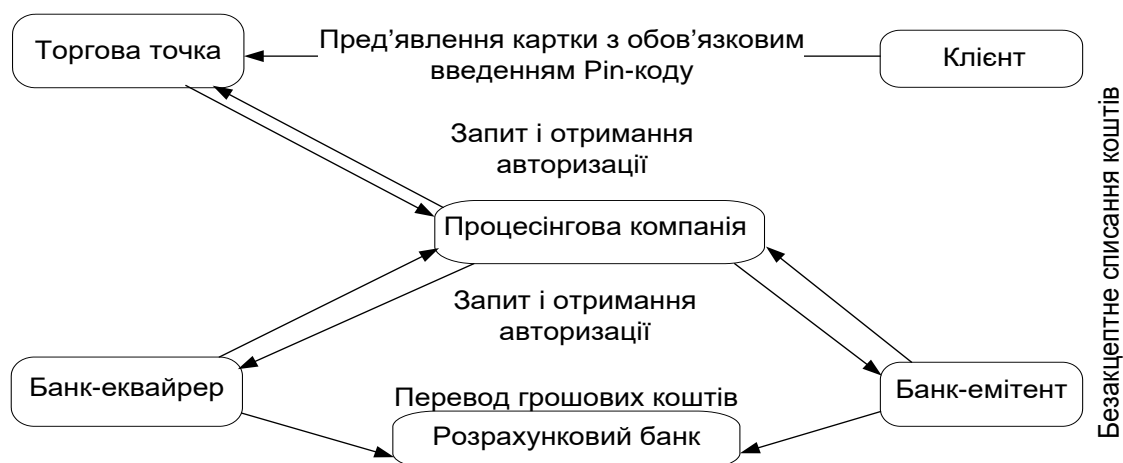 Торгова точка
Пред’явлення картки з обов’язковим
введенням Pin-коду
Клієнт
Запит і отримання
авторизації
Процесінгова компанія
Запит і отримання
авторизації
Банк-еквайрер
Перевод грошових коштів
Розрахунковий банк
Банк-емітент
Безакцептне списання коштів